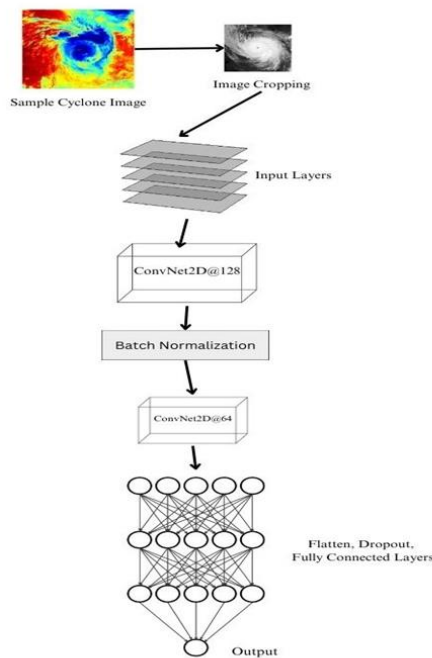 Sample Cyclone Image
Image Cropping
Input Layers
ConvNet2D@128
Batch Normalization
ConvNet2D@64
Flatten, Dropout,
Fully Connected Layers
Output